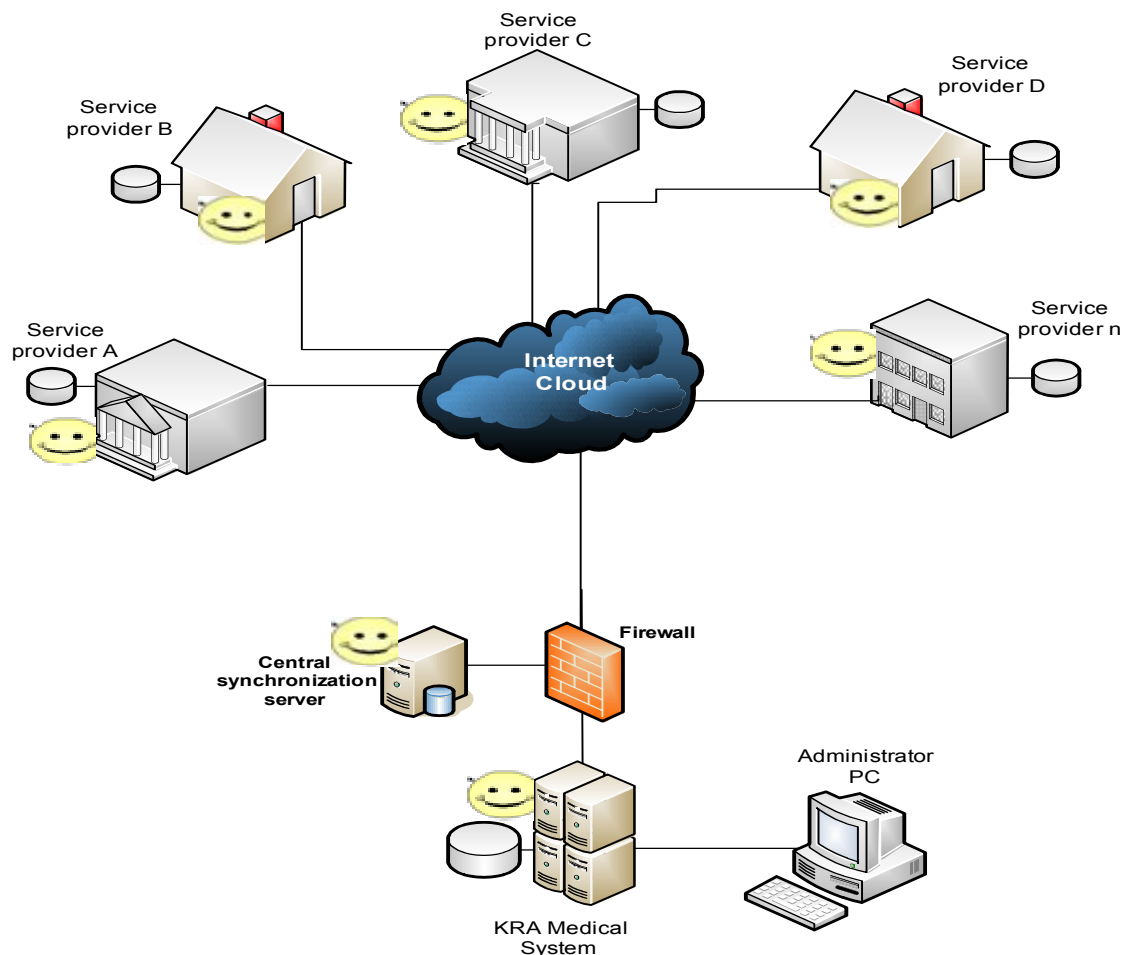 Service
provider C
Service
provider D
Service
provider B
Service
provider A
Service
provider n
Internet
Cloud
Firewall
Central
synchronization
server
Administrator
PC
KRA Medical
System